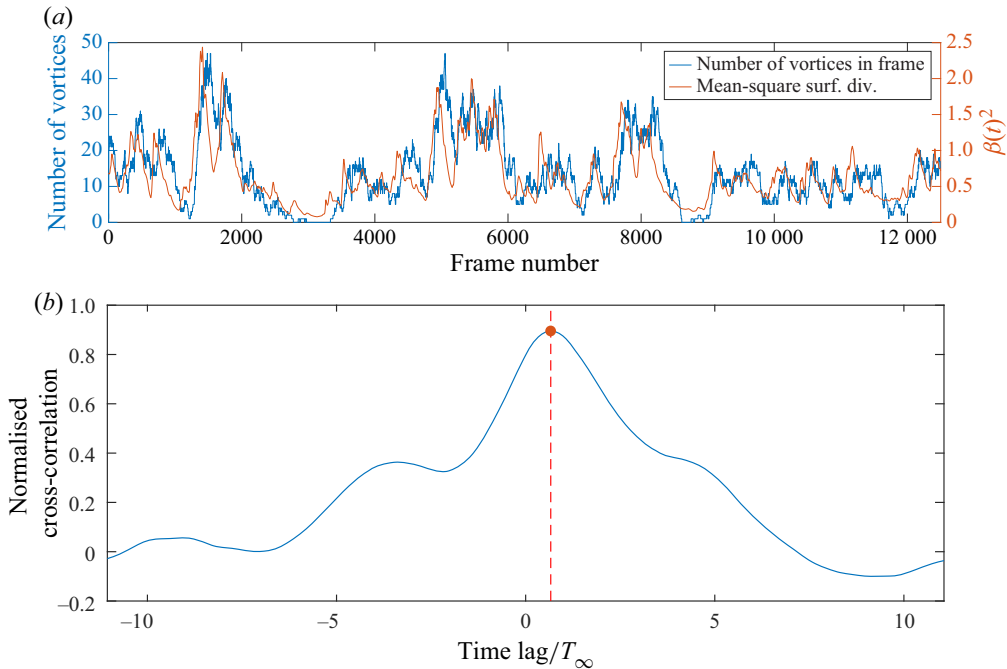 (a)
50
40
30
20
10
0
Number of vortices
Number of vortices in frame
Mean-square surf. div.
2.5
2.0
1.5
1.0
0.5
0
β(t)²
0 2000 4000 6000 8000 10 000 12 000
Frame number
(b)
1.0
0.8
0.6
0.4
0.2
0
–0.2
Normalised
cross-correlation
–10 –5 0 5 10
Time lag/T∞